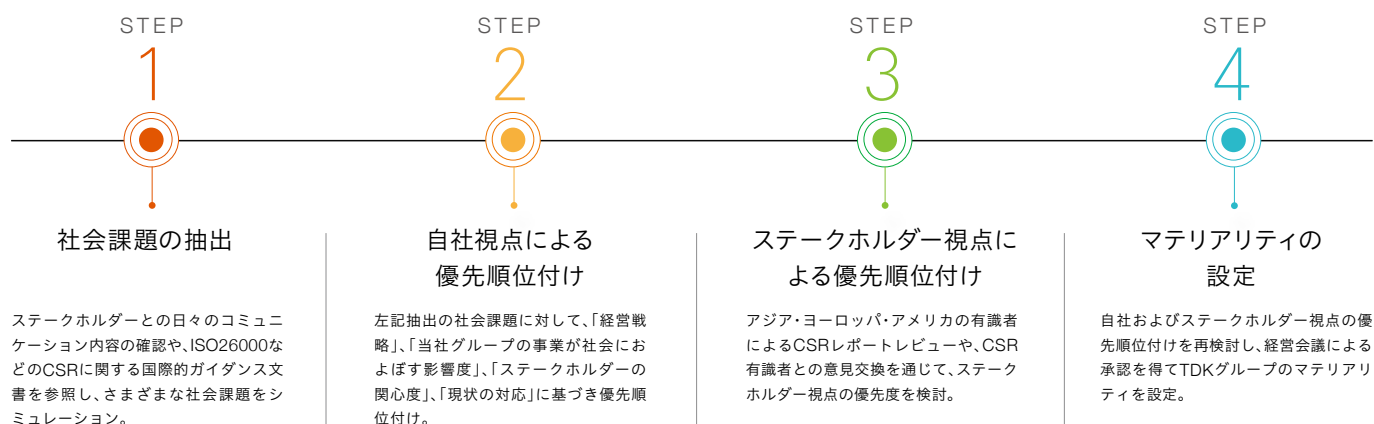 STEP
1
社会課題の抽出
ステークホルダーとの日々のコミュニ
ケーション内容の確認や、ISO26000な
どのCSRに関する国際的ガイダンス文
書を参照し、さまざまな社会課題をシ
ミュレーション。
STEP
2
自社視点による
優先順位付け
左記抽出の社会課題に対して、「経営戦
略」、「当社グループの事業が社会にお
よぼす影響度」、「ステークホルダーの
関心度」、「現状の対応」に基づき優先順
位付け。
STEP
3
ステークホルダー視点に
よる優先順位付け
アジア・ヨーロッパ・アメリカの有識者
によるCSRレポートレビューや、CSR
有識者との意見交換を通じて、ステーク
ホルダー視点の優先度を検討。
STEP
4
マテリアリティの
設定
自社およびステークホルダー視点の優
先順位付けを再検討し、経営会議による
承認を得てTDKグループのマテリアリ
ティを設定。